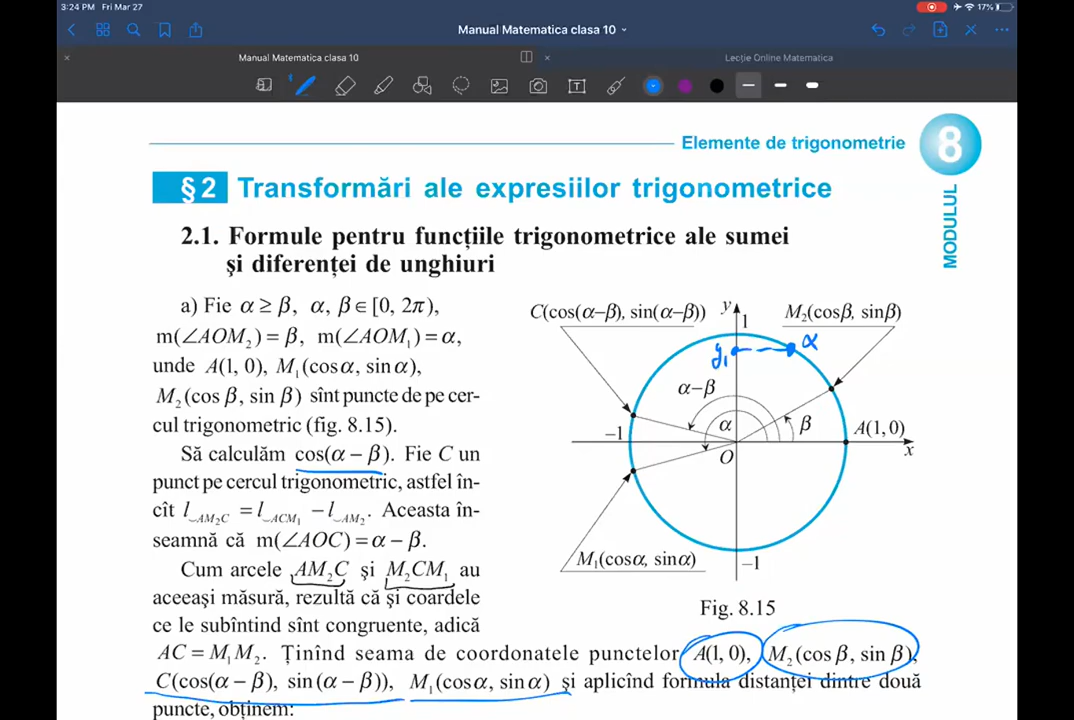 3:24 PM Fri Mar 27
17%
Manual Matematica clasa 10
Manual Matematica clasa 10
Lecție Online Matematica
Elemente de trigonometrie
8
MODULUL
§ 2 Transformări ale expresiilor trigonometrice
2.1. Formule pentru funcțiile trigonometrice ale sumei
şi diferenței de unghiuri
a) Fie α ≥ β, α, β ∈ [0, 2π),
m(∠AOM₂) = β, m(∠AOM₁) = α,
unde A(1, 0), M₁(cos α, sin α),
M₂(cos β, sin β) sînt puncte de pe cer-
cul trigonometric (fig. 8.15).
Să calculăm cos(α − β). Fie C un
punct pe cercul trigonometric, astfel în-
cît l⌣AM₂C = l⌣ACM₁ − l⌣AM₂. Aceasta în-
seamnă că m(∠AOC) = α − β.
Cum arcele AM₂C şi M₂CM₁ au
aceeaşi măsură, rezultă că şi coardele
ce le subîntind sînt congruente, adică
AC = M₁M₂. Ținînd seama de coordonatele punctelor A(1, 0), M₂(cos β, sin β),
C(cos(α − β), sin(α − β)), M₁(cos α, sin α) şi aplicînd formula distanței dintre două
puncte, obținem:
C(cos(α−β), sin(α−β))
y
1
M₂(cosβ, sinβ)
y₁
α
α−β
α
β
A(1, 0)
−1
O
x
M₁(cosα, sinα)
−1
Fig. 8.15